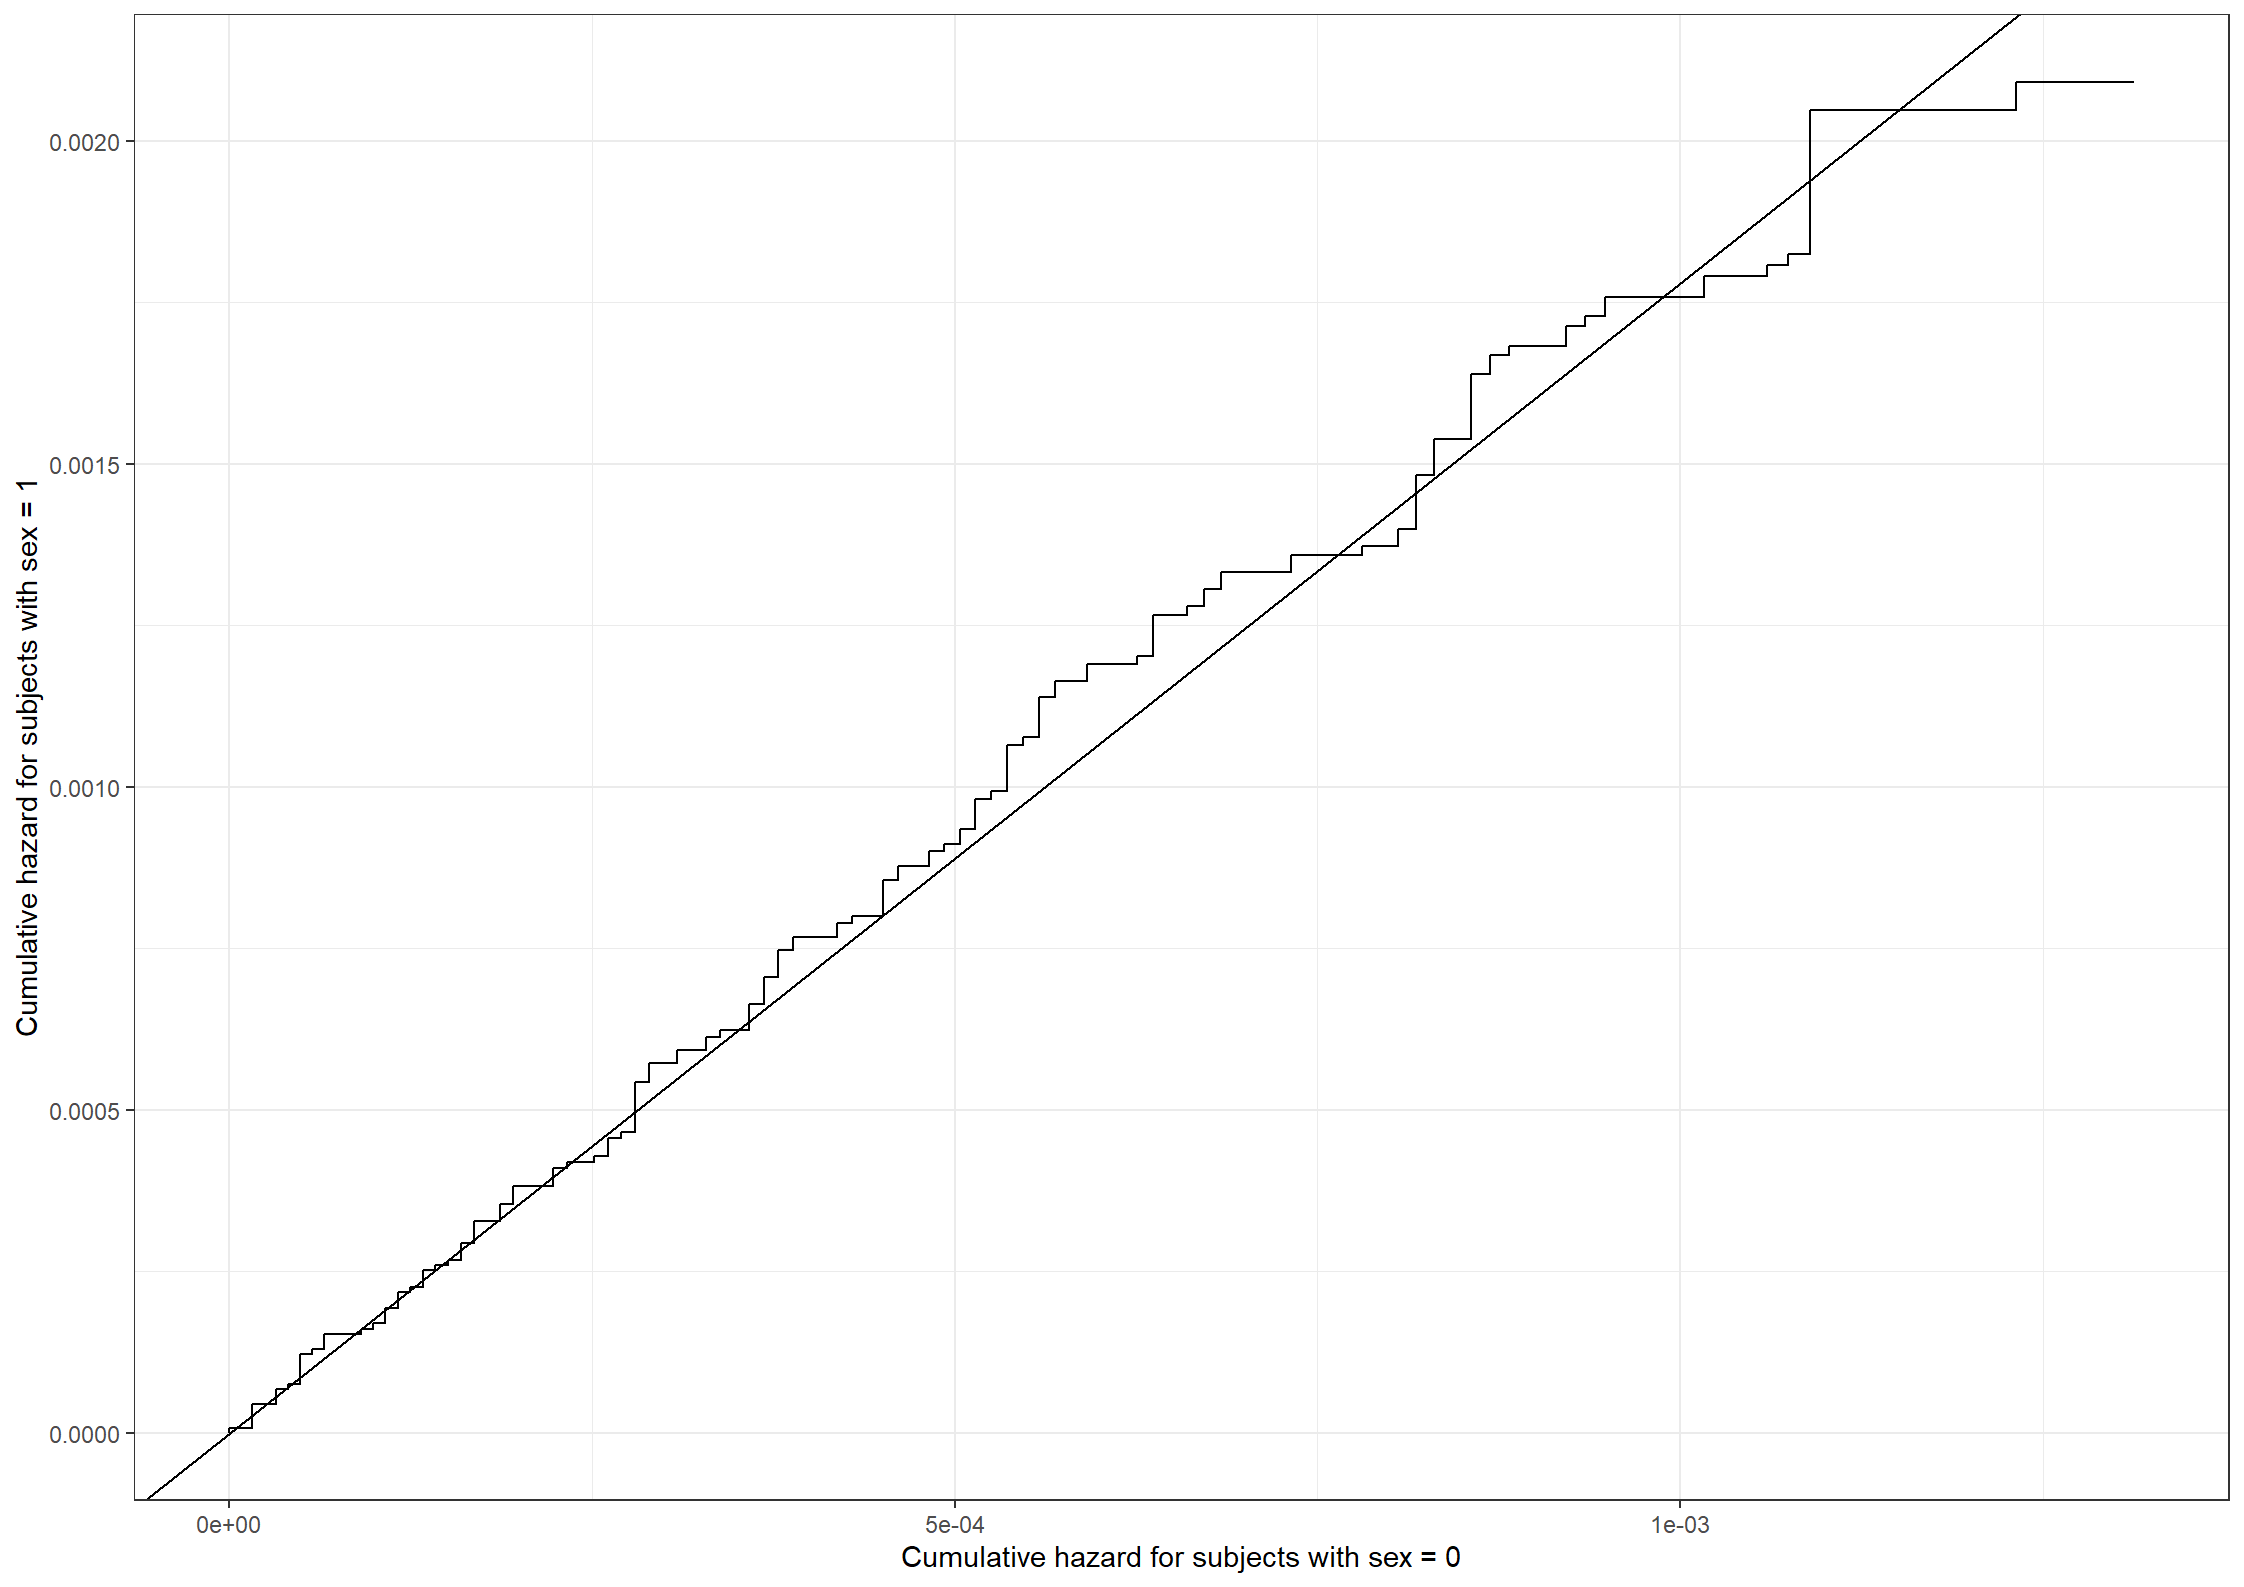 Cumulative hazard for subjects with sex = 1
0.0020
0.0015
0.0010
0.0005
0.0000
0e+00
5e-04
1e-03
Cumulative hazard for subjects with sex = 0